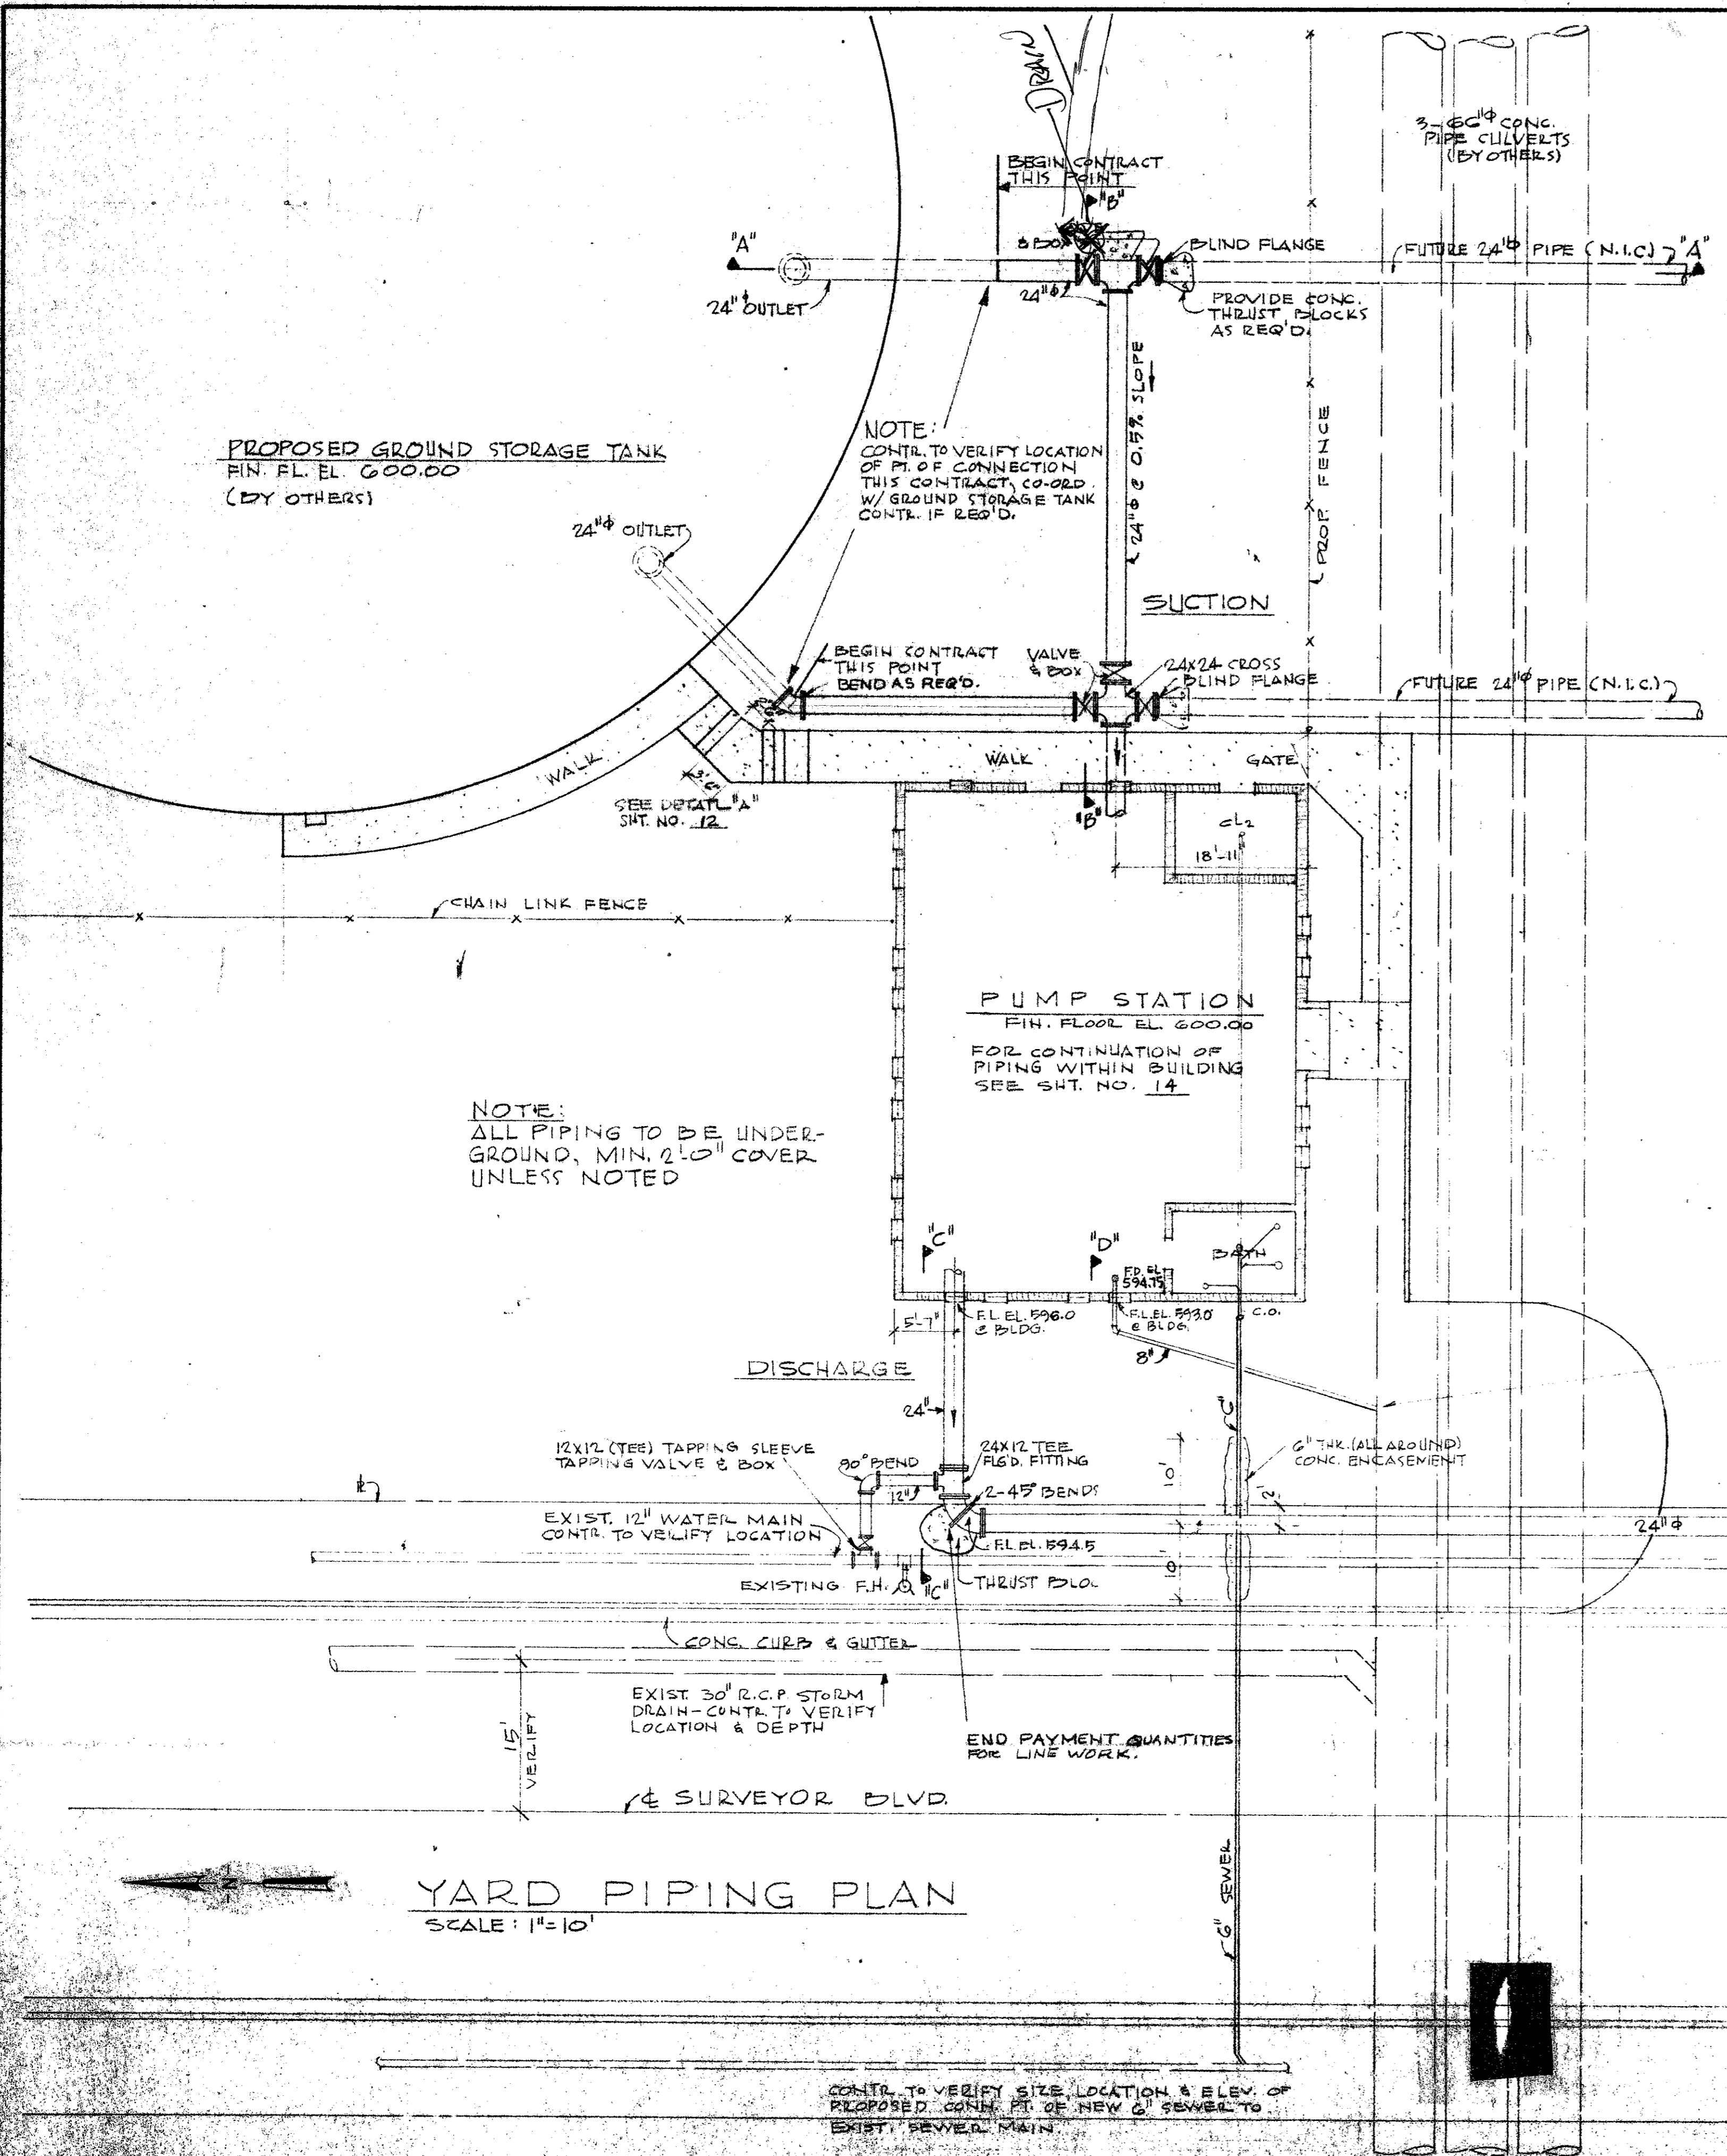 DRAIN
3-66"⌀ CONC.
PIPE CULVERTS
(BY OTHERS)
BEGIN CONTRACT
THIS POINT
"B"
"A"
& BOX
BLIND FLANGE
FUTURE 24"⌀ PIPE (N.I.C.)
"A"
24"⌀ OUTLET
24"⌀
PROVIDE CONC.
THRUST BLOCKS
AS REQ'D.
24"⌀ @ 0.5% SLOPE
PROP. FENCE
NOTE:
CONTR. TO VERIFY LOCATION
OF PT. OF CONNECTION
THIS CONTRACT, CO-ORD.
W/ GROUND STORAGE TANK
CONTR. IF REQ'D.
PROPOSED GROUND STORAGE TANK
FIN. FL. EL. 600.00
(BY OTHERS)
24"⌀ OUTLET
SUCTION
BEGIN CONTRACT
THIS POINT
BEND AS REQ'D.
VALVE
& BOX
24X24 CROSS
BLIND FLANGE
FUTURE 24"⌀ PIPE (N.I.C.)
WALK
WALK
GATE
SEE DETAIL "A"
SHT. NO. 12
"B"
CL2
18'-11"
CHAIN LINK FENCE
PUMP STATION
FIN. FLOOR EL. 600.00
FOR CONTINUATION OF
PIPING WITHIN BUILDING
SEE SHT. NO. 14
NOTE:
ALL PIPING TO BE UNDER-
GROUND, MIN. 2'-0" COVER
UNLESS NOTED
"C"
"D"
BATH
F.D. EL.
594.75
5'-7"
F.L. EL. 596.0
@ BLDG.
F.L. EL. 593.0
@ BLDG.
C.O.
8"
DISCHARGE
24"
6"
12X12 (TEE) TAPPING SLEEVE
TAPPING VALVE & BOX
90° BEND
24X12 TEE
FLG'D. FITTING
6" THK. (ALL AROUND)
CONC. ENCASEMENT
10'
2'
12"
2-45° BENDS
EXIST. 12" WATER MAIN
CONTR. TO VERIFY LOCATION
F.L. EL. 594.5
24"⌀
10'
EXISTING F.H.
"C"
THRUST BLOC
CONC. CURB & GUTTER
EXIST. 30" R.C.P. STORM
DRAIN-CONTR. TO VERIFY
LOCATION & DEPTH
15'
VERIFY
END PAYMENT QUANTITIES
FOR LINE WORK.
℄ SURVEYOR BLVD.
N
YARD PIPING PLAN
SCALE: 1"=10'
6" SEWER
CONTR. TO VERIFY SIZE, LOCATION & ELEV. OF
PROPOSED CONN. PT. OF NEW 6" SEWER TO
EXIST. SEWER MAIN